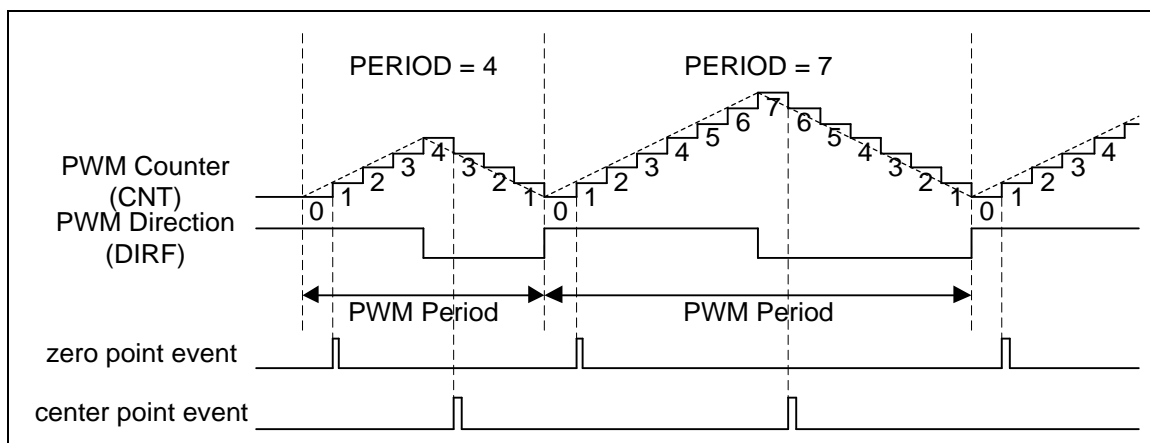 PERIOD = 4
PERIOD = 7
PWM Counter
(CNT)
0 1 2 3 4 3 2 1 0 1 2 3 4 5 6 7 6 5 4 3 2 1 0 1 2 3 4
PWM Direction
(DIRF)
PWM Period
PWM Period
zero point event
center point event